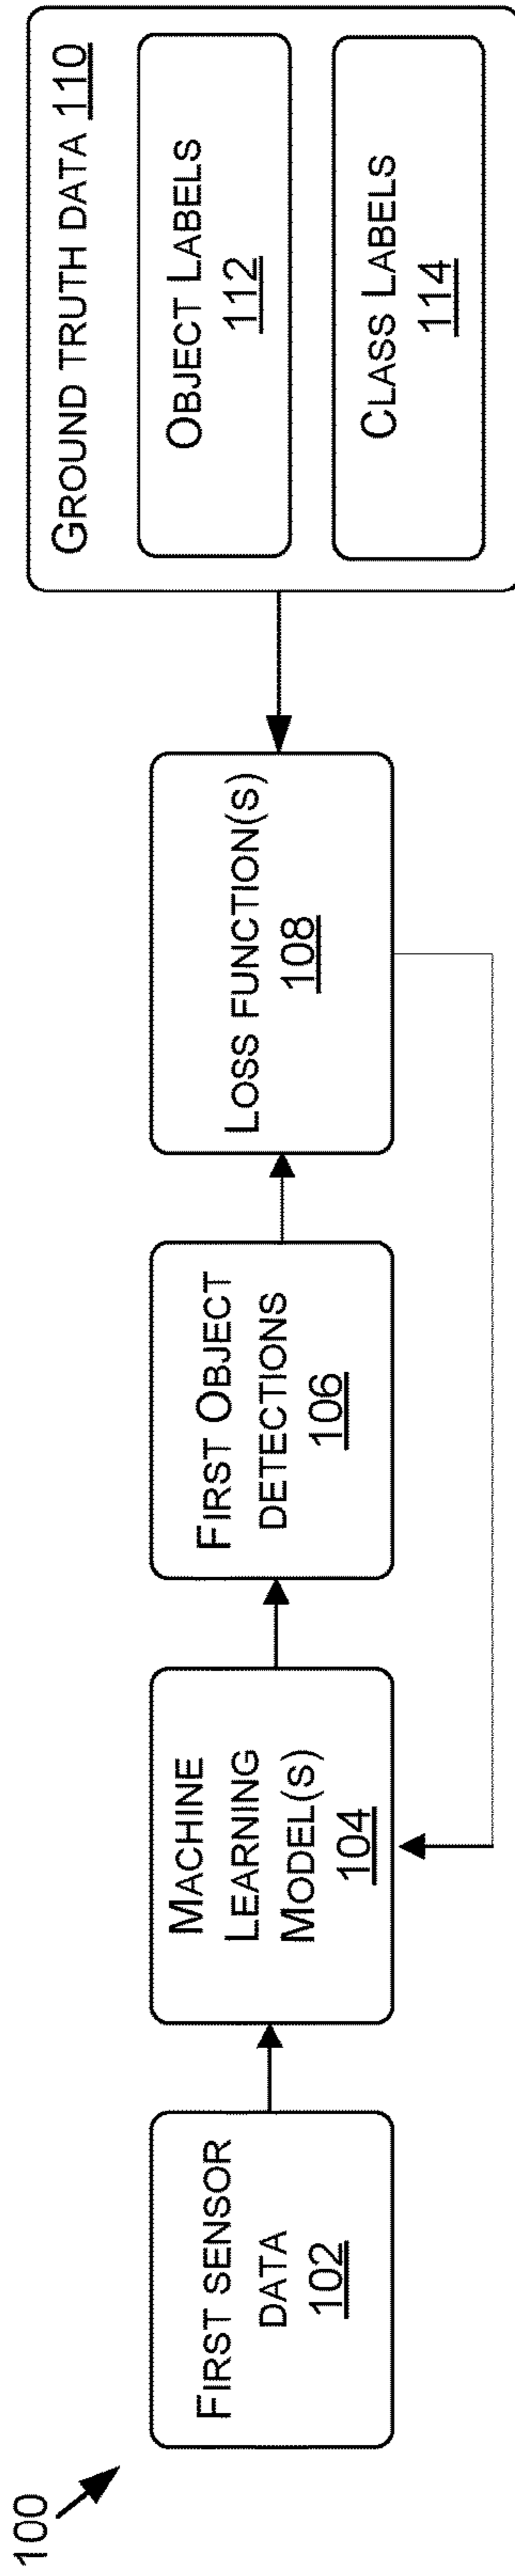 100
FIRST SENSOR
DATA
102
MACHINE
LEARNING
MODEL(S)
104
FIRST OBJECT
DETECTIONS
106
LOSS FUNCTION(S)
108
GROUND TRUTH DATA 110
OBJECT LABELS
112
CLASS LABELS
114